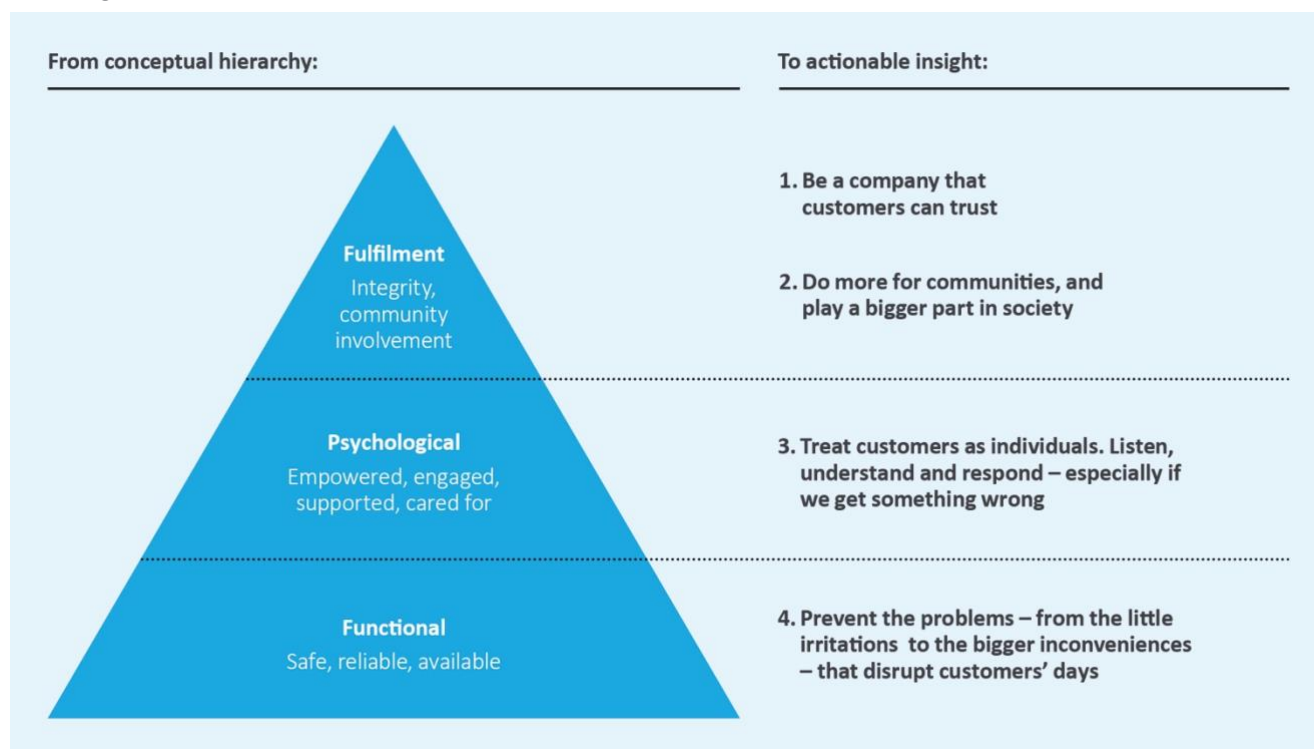 From conceptual hierarchy:
To actionable insight:
Fulfilment
Integrity,
community
involvement
1. Be a company that
customers can trust
2. Do more for communities, and
play a bigger part in society
Psychological
Empowered, engaged,
supported, cared for
3. Treat customers as individuals. Listen,
understand and respond – especially if
we get something wrong
Functional
Safe, reliable, available
4. Prevent the problems – from the little
irritations to the bigger inconveniences
– that disrupt customers’ days